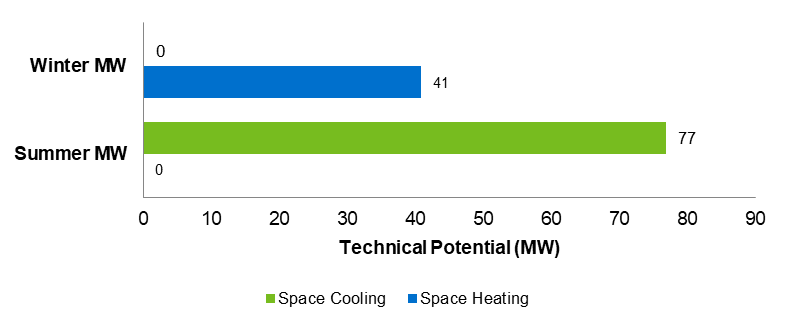 0
Winter MW
41
77
Summer MW
0
0 10 20 30 40 50 60 70 80 90
Technical Potential (MW)
Space Cooling Space Heating